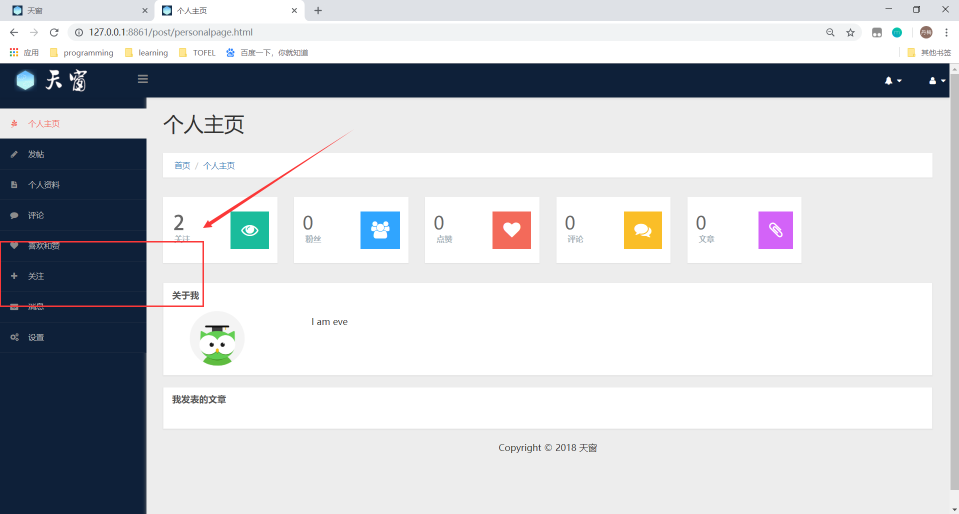 天窗
个人主页
127.0.0.1:8861/post/personalpage.html
应用
programming
learning
TOFEL
百度一下，你就知道
其他书签
天窗
个人主页
发帖
个人资料
评论
喜欢和赞
关注
消息
设置
个人主页
首页 / 个人主页
2
关注
0
粉丝
0
点赞
0
评论
0
文章
关于我
I am eve
我发表的文章
Copyright © 2018 天窗